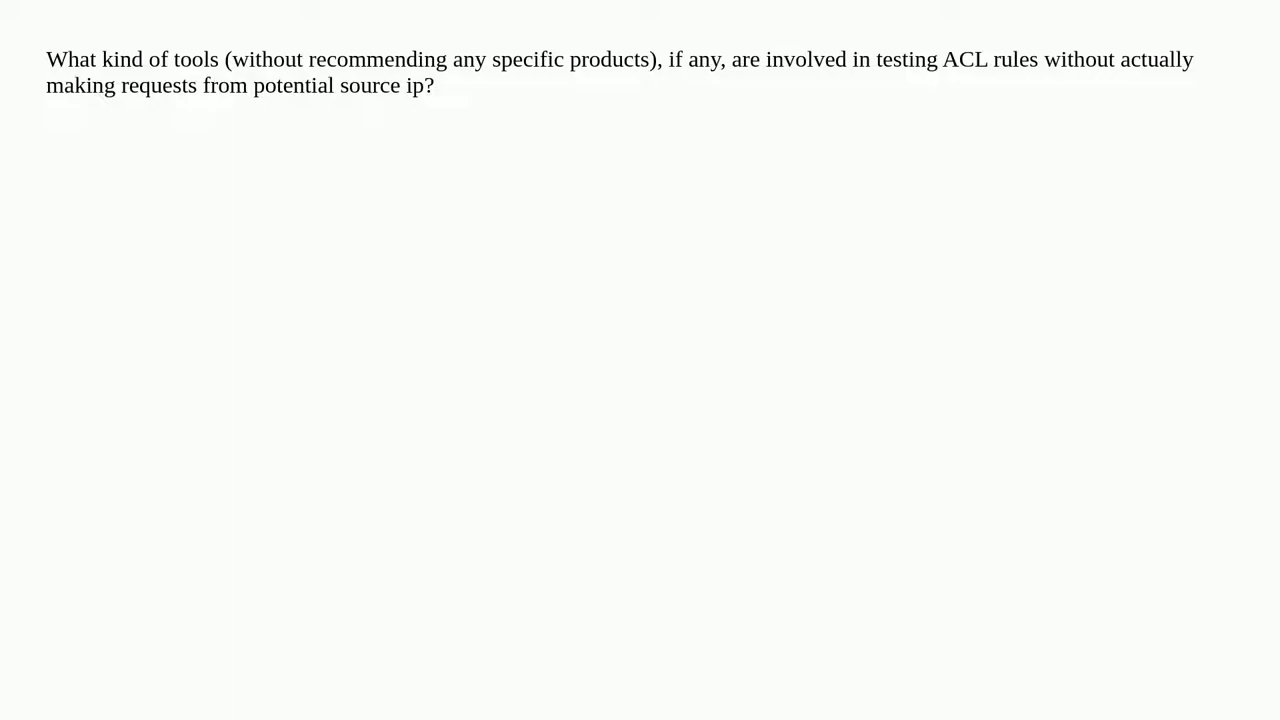 What kind of tools (without recommending any specific products), if any, are involved in testing ACL rules without actually
making requests from potential source ip?